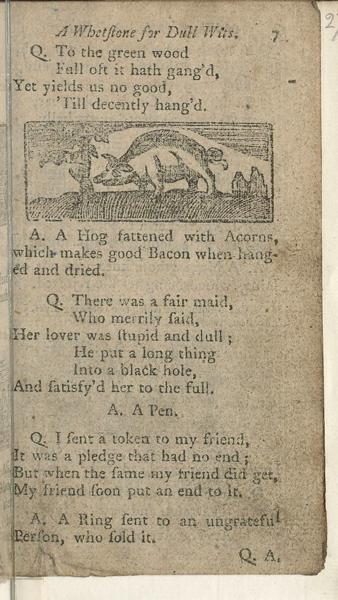 A Whetſtone for Dull Wits. 7
Q. To the green wood
Full oft it hath gang'd,
Yet yields us no good,
'Till decently hang'd.
A. A Hog fattened with Acorns,
which makes good Bacon when hang-
ed and dried.
Q. There was a fair maid,
Who merrily ſaid,
Her lover was ſtupid and dull;
He put a long thing
Into a black hole,
And ſatisfy'd her to the full.
A. A Pen.
Q. I ſent a token to my friend,
It was a pledge that had no end;
But when the ſame my friend did get,
My friend ſoon put an end to it.
A. A Ring ſent to an ungrateful
Perſon, who ſold it.
Q. A.